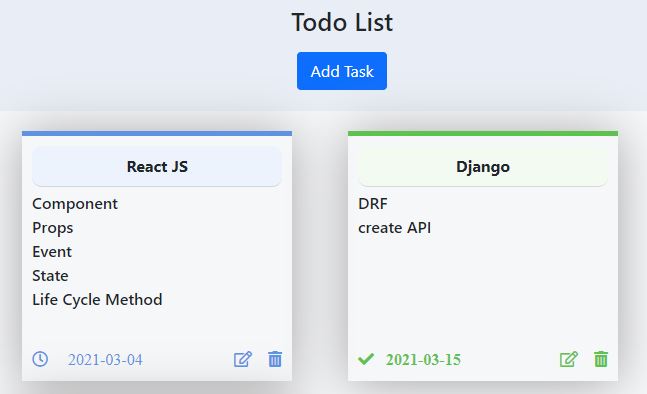 Todo List
Add Task
React JS
Component
Props
Event
State
Life Cycle Method
2021-03-04
Django
DRF
create API
2021-03-15